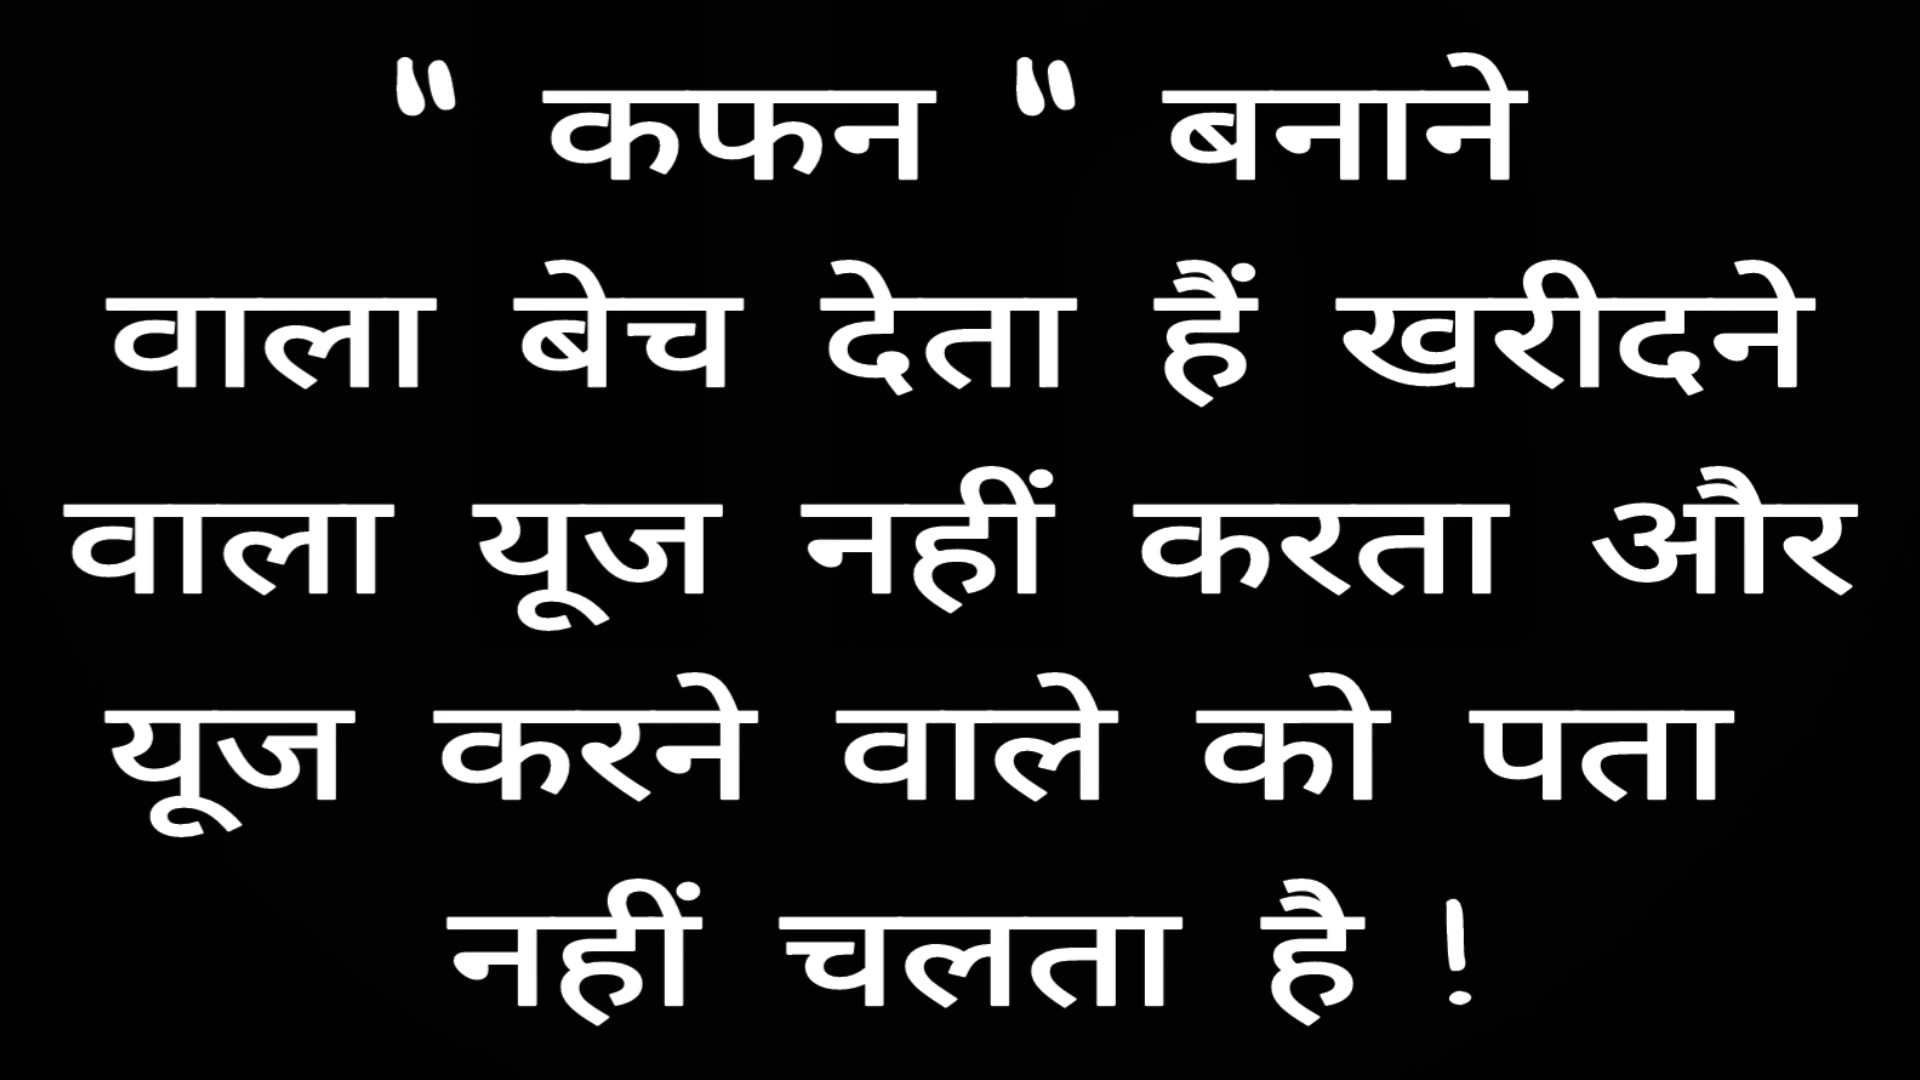 “ कफन “ बनाने
वाला बेच देता हैं खरीदने
वाला यूज नहीं करता और
यूज करने वाले को पता
नहीं चलता है !